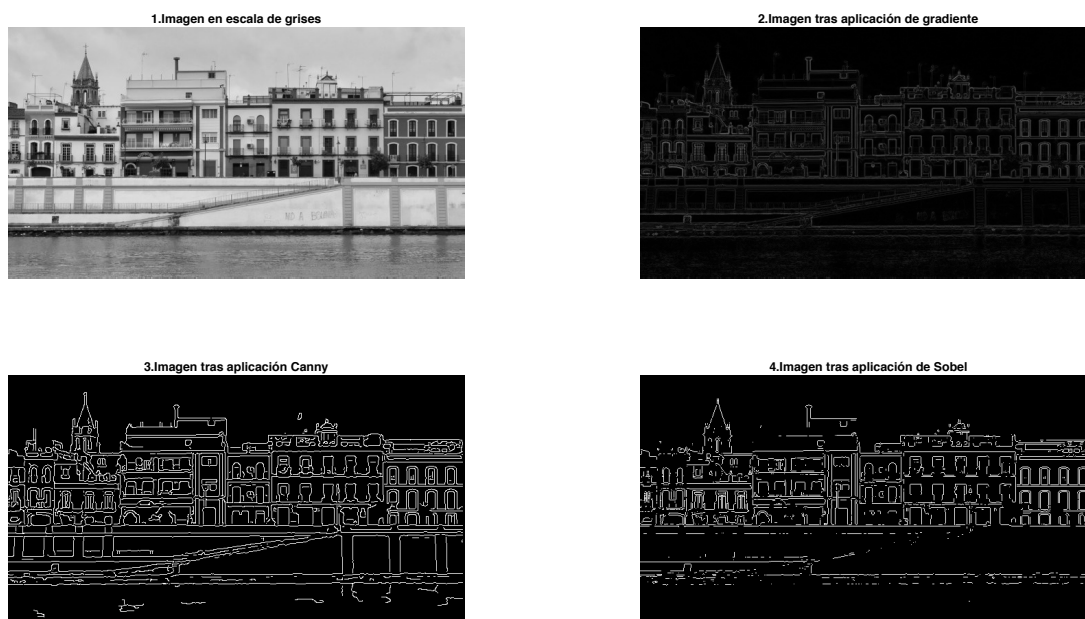 1.Imagen en escala de grises
2.Imagen tras aplicación de gradiente
NO A
3.Imagen tras aplicación Canny
4.Imagen tras aplicación de Sobel